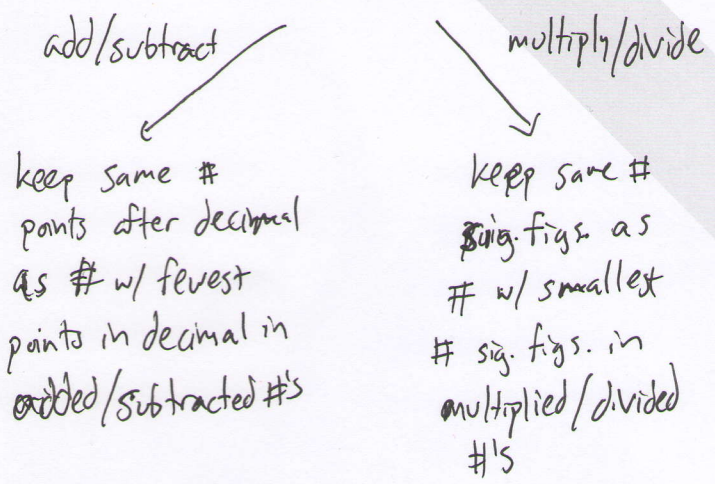 add/subtract
keep same #
points after decimal
as # w/ fewest
points in decimal in
added/subtracted #'s
multiply/divide
keep same #
sig. figs. as
# w/ smallest
# sig. figs. in
multiplied/divided
#'s